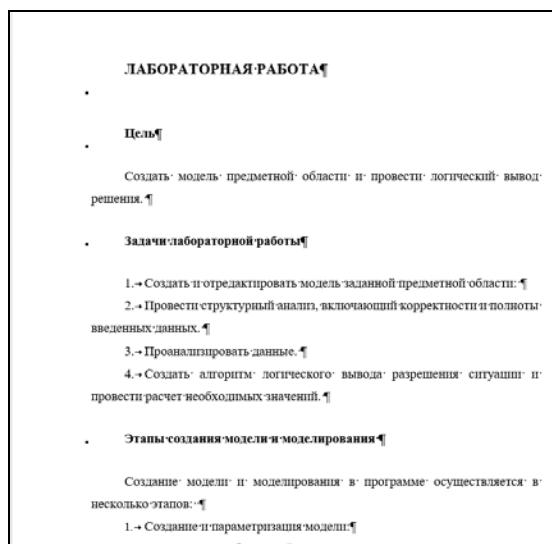 ЛАБОРАТОРНАЯ РАБОТА
Цель
Создать модель предметной области и провести логический вывод
решения.
Задачи лабораторной работы
1. Создать и отредактировать модель заданной предметной области:
2. Провести структурный анализ, включающий корректности и полноты
введенных данных.
3. Проанализировать данные.
4. Создать алгоритм логического вывода разрешения ситуации и
провести расчет необходимых значений.
Этапы создания модели и моделирования
Создание модели и моделирования в программе осуществляется в
несколько этапов:
1. Создание и параметризация модели: